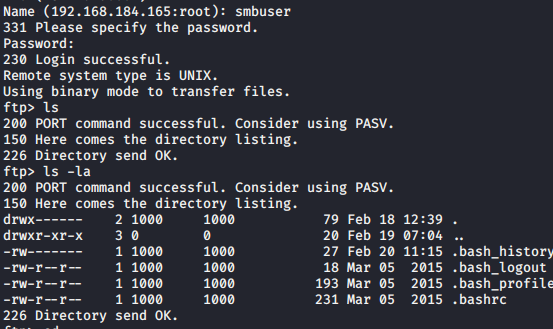 Name (192.168.184.165:root): smbuser
331 Please specify the password.
Password:
230 Login successful.
Remote system type is UNIX.
Using binary mode to transfer files.
ftp> ls
200 PORT command successful. Consider using PASV.
150 Here comes the directory listing.
226 Directory send OK.
ftp> ls -la
200 PORT command successful. Consider using PASV.
150 Here comes the directory listing.
drwx------    2 1000     1000           79 Feb 18 12:39 .
drwxr-xr-x    3 0        0              20 Feb 19 07:04 ..
-rw-------    1 1000     1000           27 Feb 20 11:15 .bash_history
-rw-r--r--    1 1000     1000           18 Mar 05  2015 .bash_logout
-rw-r--r--    1 1000     1000          193 Mar 05  2015 .bash_profile
-rw-r--r--    1 1000     1000          231 Mar 05  2015 .bashrc
226 Directory send OK.